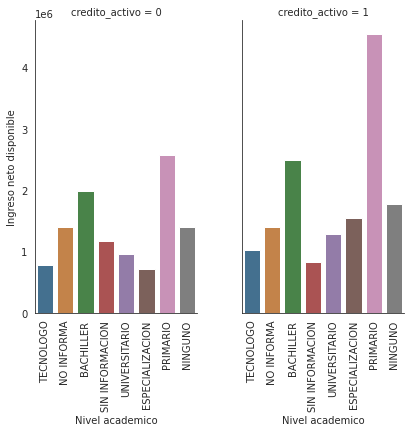 credito_activo = 0
credito_activo = 1
1e6
Ingreso neto disponible
4
3
2
1
0
TECNOLOGO
NO INFORMA
BACHILLER
SIN INFORMACION
UNIVERSITARIO
ESPECIALIZACION
PRIMARIO
NINGUNO
TECNOLOGO
NO INFORMA
BACHILLER
SIN INFORMACION
UNIVERSITARIO
ESPECIALIZACION
PRIMARIO
NINGUNO
Nivel academico
Nivel academico